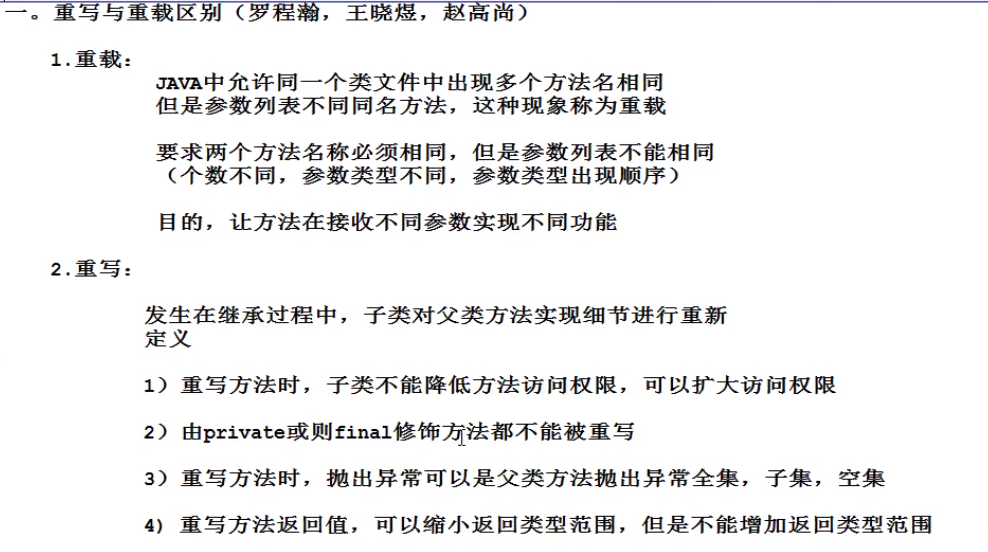 一。重写与重载区别（罗程瀚，王晓煜，赵高尚）
1.重载：
JAVA中允许同一个类文件中出现多个方法名相同
但是参数列表不同同名方法，这种现象称为重载
要求两个方法名称必须相同，但是参数列表不能相同
（个数不同，参数类型不同，参数类型出现顺序）
目的，让方法在接收不同参数实现不同功能
2.重写：
发生在继承过程中，子类对父类方法实现细节进行重新
定义
1）重写方法时，子类不能降低方法访问权限，可以扩大访问权限
2）由private或则final修饰方法都不能被重写
3）重写方法时，抛出异常可以是父类方法抛出异常全集，子集，空集
4）重写方法返回值，可以缩小返回类型范围，但是不能增加返回类型范围